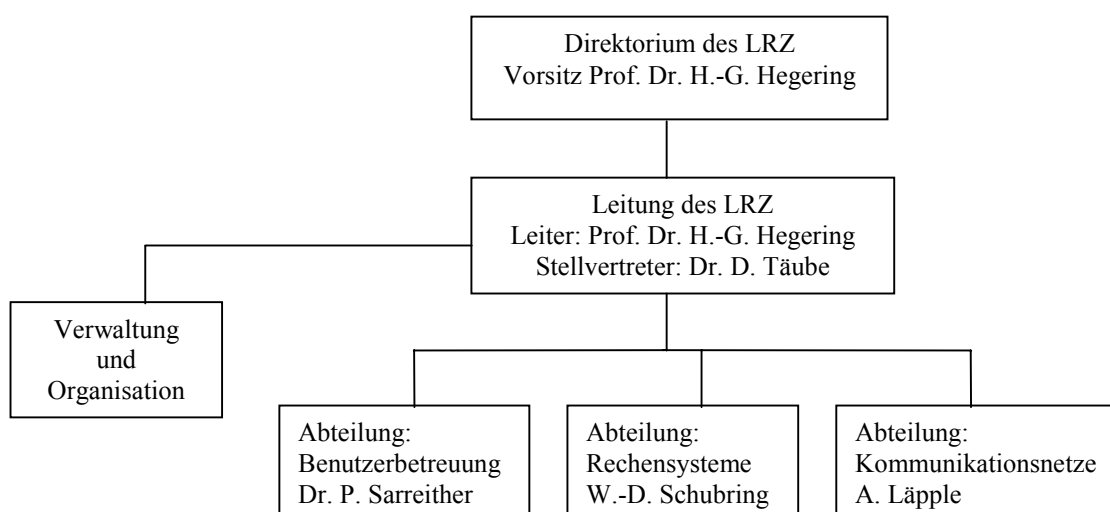 Direktorium des LRZ
Vorsitz Prof. Dr. H.-G. Hegering
Leitung des LRZ
Leiter: Prof. Dr. H.-G. Hegering
Stellvertreter: Dr. D. Täube
Verwaltung
und
Organisation
Abteilung:
Benutzerbetreuung
Dr. P. Sarreither
Abteilung:
Rechensysteme
W.-D. Schubring
Abteilung:
Kommunikationsnetze
A. Läpple